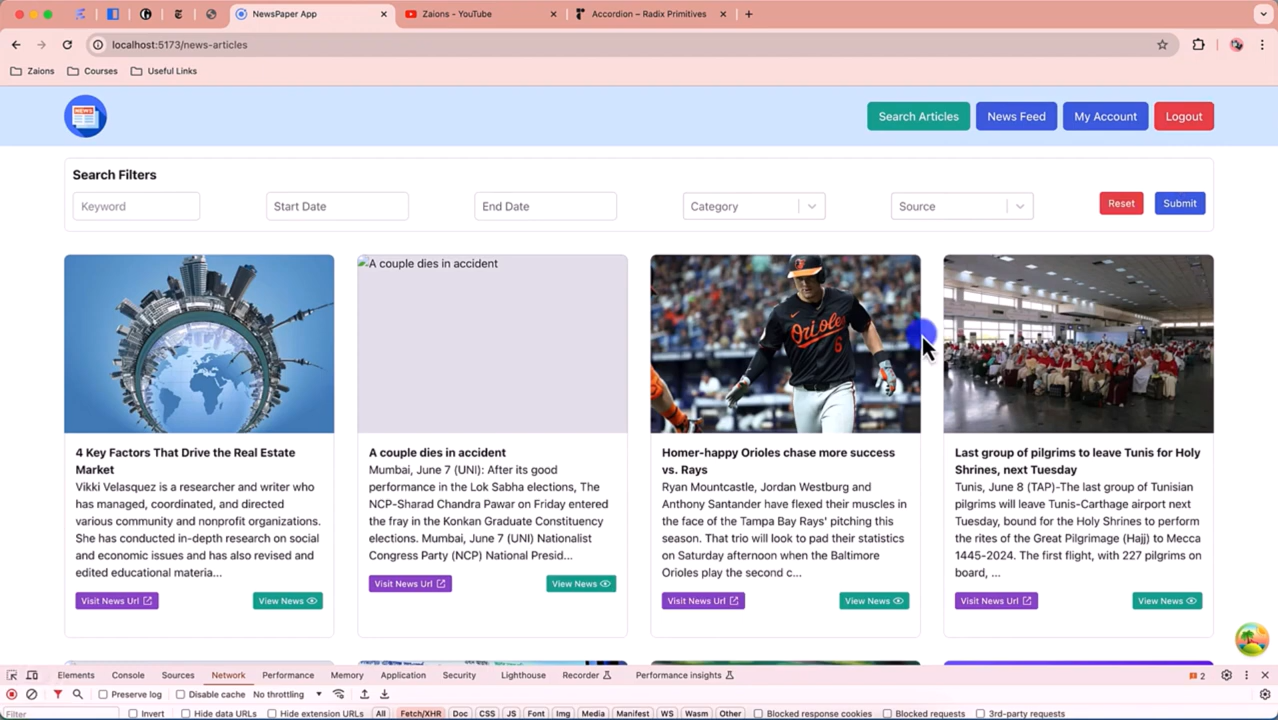 NewsPaper App
Zaions - YouTube
Accordion – Radix Primitives
localhost:5173/news-articles
Zaions
Courses
Useful Links
NEWS
Search Articles
News Feed
My Account
Logout
Search Filters
Keyword
Start Date
End Date
Category
Source
Reset
Submit
4 Key Factors That Drive the Real Estate
Market
Vikki Velasquez is a researcher and writer who
has managed, coordinated, and directed
various community and nonprofit organizations.
She has conducted in-depth research on social
and economic issues and has also revised and
edited educational materia...
Visit News Url
View News
A couple dies in accident
A couple dies in accident
Mumbai, June 7 (UNI): After its good
performance in the Lok Sabha elections, The
NCP-Sharad Chandra Pawar on Friday entered
the fray in the Konkan Graduate Constituency
elections. Mumbai, June 7 (UNI) Nationalist
Congress Party (NCP) National Presid...
Visit News Url
View News
Orioles
6
Homer-happy Orioles chase more success
vs. Rays
Ryan Mountcastle, Jordan Westburg and
Anthony Santander have flexed their muscles in
the face of the Tampa Bay Rays' pitching this
season. That trio will look to pad their statistics
on Saturday afternoon when the Baltimore
Orioles play the second c...
Visit News Url
View News
Last group of pilgrims to leave Tunis for Holy
Shrines, next Tuesday
Tunis, June 8 (TAP)-The last group of Tunisian
pilgrims will leave Tunis-Carthage airport next
Tuesday, bound for the Holy Shrines to perform
the rites of the Great Pilgrimage (Hajj) to Mecca
1445-2024. The first flight, with 227 pilgrims on
board, ...
Visit News Url
View News
Elements
Console
Sources
Network
Performance
Memory
Application
Security
Lighthouse
Recorder
Performance insights
2
Preserve log
Disable cache
No throttling
Filter
Invert
Hide data URLs
Hide extension URLs
All
Fetch/XHR
Doc
CSS
JS
Font
Img
Media
Manifest
WS
Wasm
Other
Blocked response cookies
Blocked requests
3rd-party requests